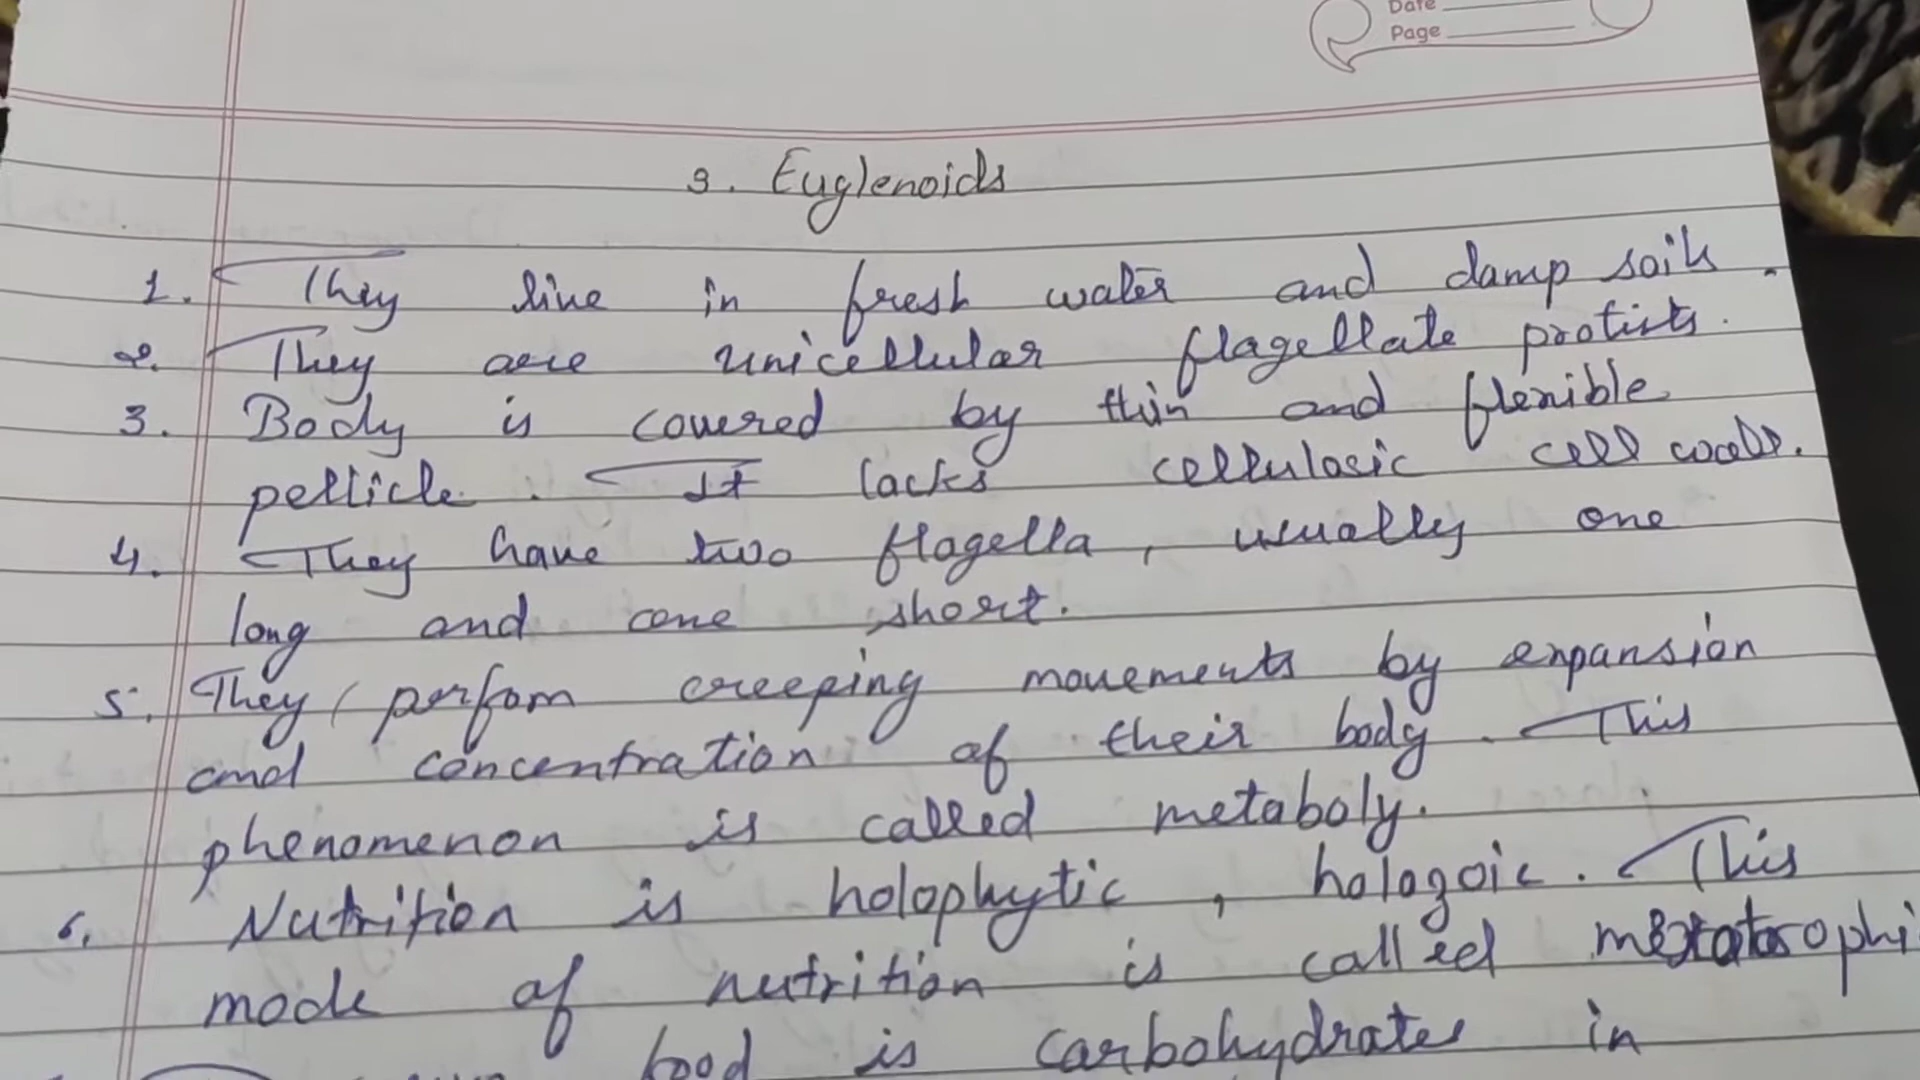 Date
Page
3. Euglenoids
1. They live in fresh water and damp soils.
2. They are unicellular flagellate protists.
3. Body is covered by thin and flexible
pellicle. It lacks cellulosic cell walls.
4. They have two flagella, usually one
long and one short.
5. They perfom creeping movements by expansion
and concentration of their body. This
phenomenon is called metaboly.
6. Nutrition is holophytic, holozoic. This
mode of nutrition is called
food is carbohydrates in